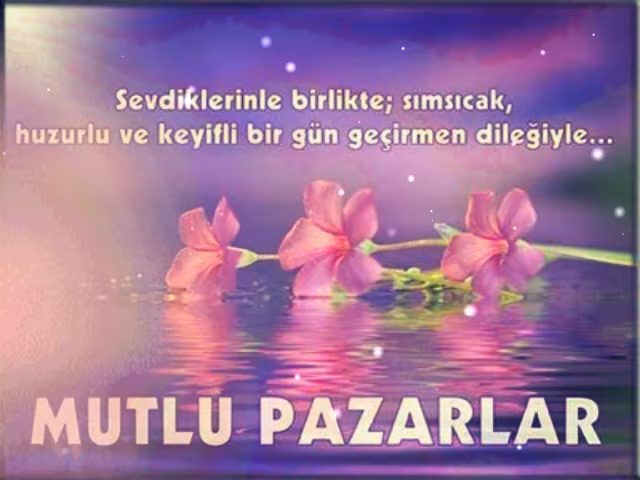 Sevdiklerinle birlikte; sımsıcak,
huzurlu ve keyifli bir gün geçirmen dileğiyle...
MUTLU PAZARLAR